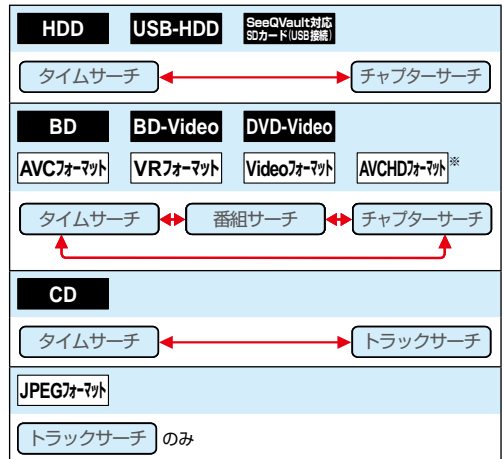 HDD USB-HDD SeeQVault対応
SDカード(USB接続)
タイムサーチ チャプターサーチ
BD BD-Video DVD-Video
AVCフォーマット VRフォーマット Videoフォーマット AVCHDフォーマット※
タイムサーチ 番組サーチ チャプターサーチ
CD
タイムサーチ トラックサーチ
JPEGフォーマット
トラックサーチ のみ